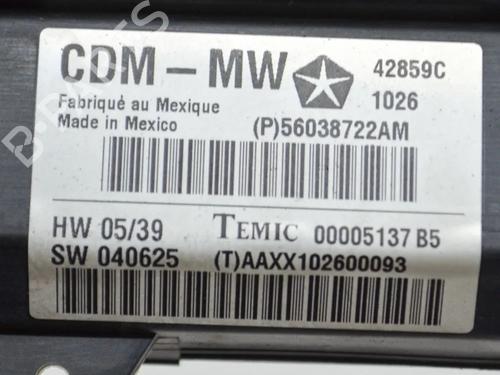 CDM-MW 42859C
Fabriqué au Mexique 1026
Made in Mexico (P)56038722AM
HW 05/39 TEMIC 00005137 B5
SW 040625 (T)AAXX102600093
B-PARTS